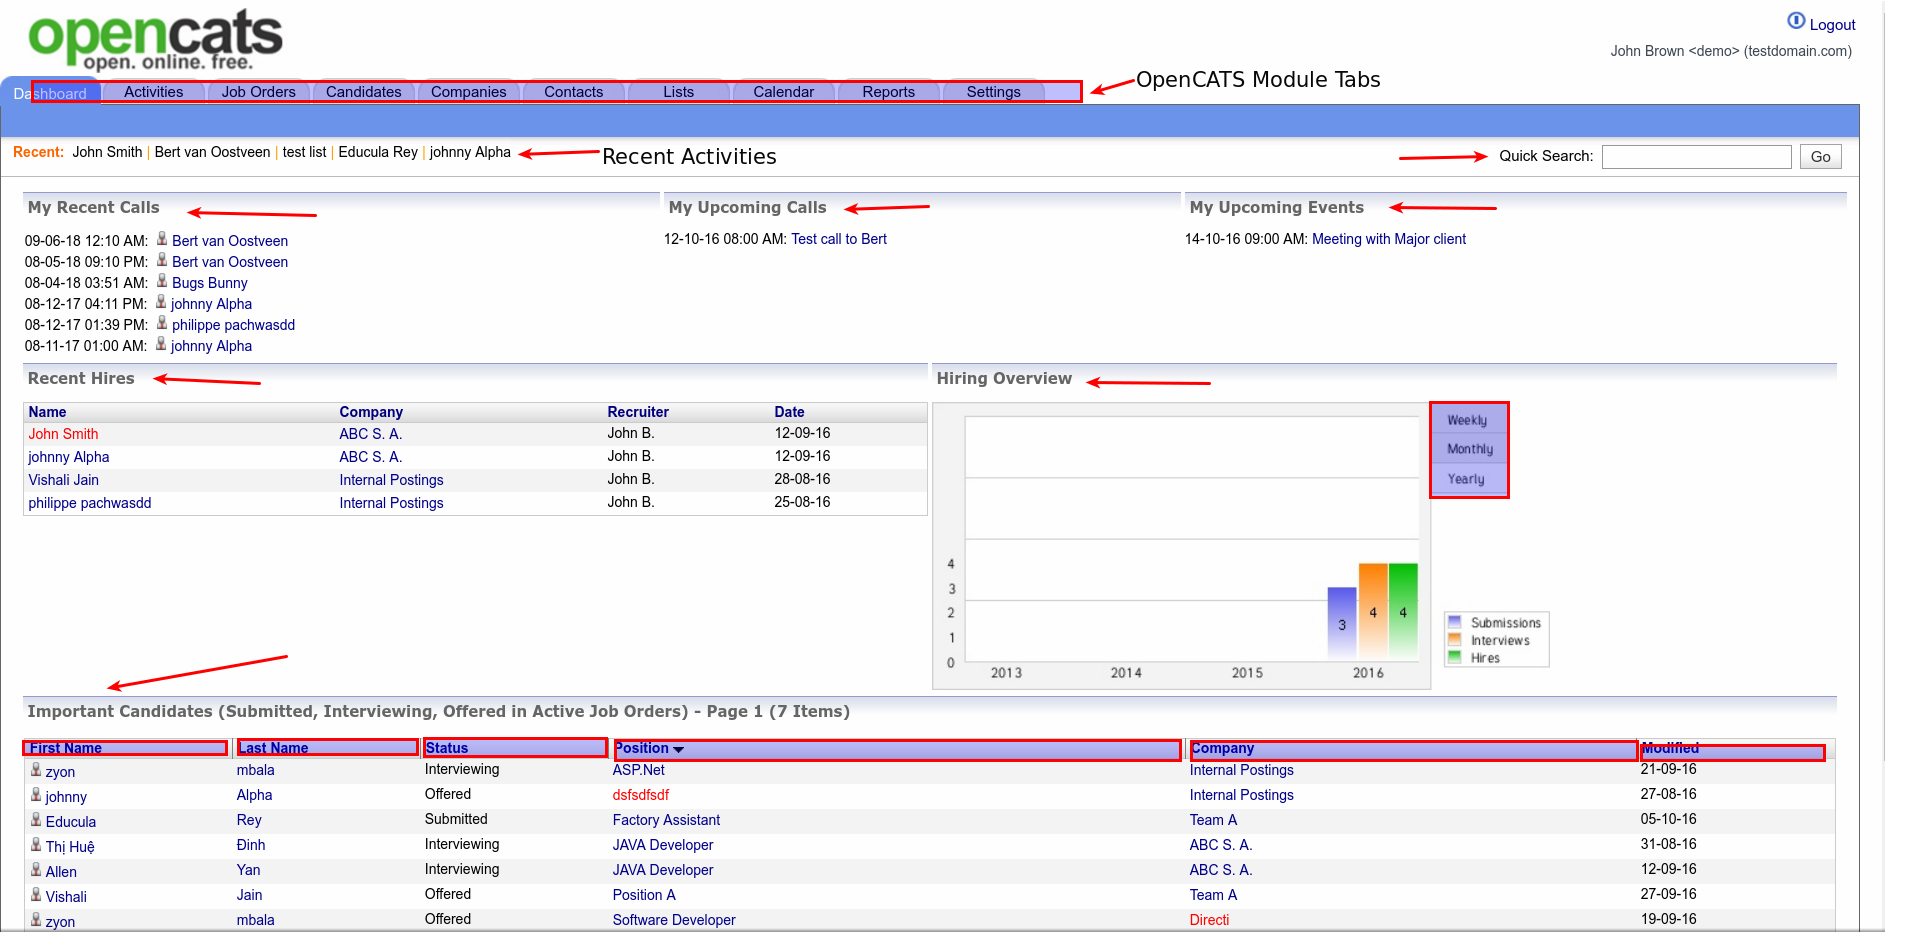 opencats
open. online. free.
Logout
John Brown <demo> (testdomain.com)
OpenCATS Module Tabs
Dashboard Activities Job Orders Candidates Companies Contacts Lists Calendar Reports Settings
Recent: John Smith | Bert van Oostveen | test list | Educula Rey | johnny Alpha
Recent Activities
Quick Search: Go
My Recent Calls
09-06-18 12:10 AM: Bert van Oostveen
08-05-18 09:10 PM: Bert van Oostveen
08-04-18 03:51 AM: Bugs Bunny
08-12-17 04:11 PM: johnny Alpha
08-12-17 01:39 PM: philippe pachwasdd
08-11-17 01:00 AM: johnny Alpha
My Upcoming Calls
12-10-16 08:00 AM: Test call to Bert
My Upcoming Events
14-10-16 09:00 AM: Meeting with Major client
Recent Hires
Name Company Recruiter Date
John Smith ABC S. A. John B. 12-09-16
johnny Alpha ABC S. A. John B. 12-09-16
Vishali Jain Internal Postings John B. 28-08-16
philippe pachwasdd Internal Postings John B. 25-08-16
Hiring Overview
Weekly
Monthly
Yearly
4
3
2
1
0
3 4 4
2013 2014 2015 2016
Submissions
Interviews
Hires
Important Candidates (Submitted, Interviewing, Offered in Active Job Orders) - Page 1 (7 Items)
First Name Last Name Status Position Company Modified
zyon mbala Interviewing ASP.Net Internal Postings 21-09-16
johnny Alpha Offered dsfsdfsdf Internal Postings 27-08-16
Educula Rey Submitted Factory Assistant Team A 05-10-16
Thị Huệ Đinh Interviewing JAVA Developer ABC S. A. 31-08-16
Allen Yan Interviewing JAVA Developer ABC S. A. 12-09-16
Vishali Jain Offered Position A Team A 27-09-16
zyon mbala Offered Software Developer Directi 19-09-16